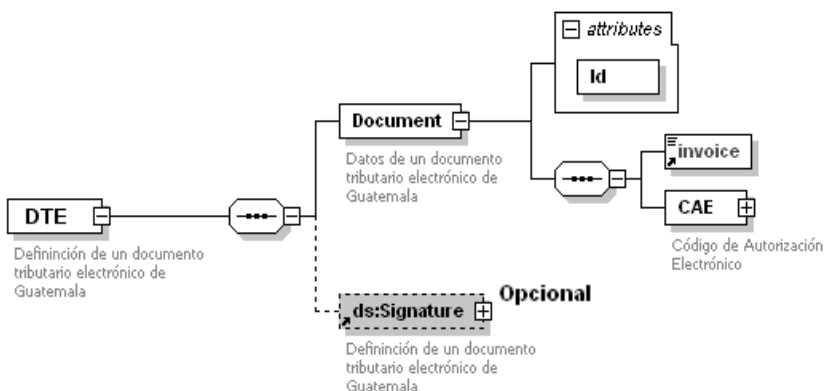 attributes
Id
Document
Datos de un documento
tributario electrónico de
Guatemala
invoice
CAE
Código de Autorización
Electrónico
DTE
Defininción de un documento
tributario electrónico de
Guatemala
ds:Signature
Opcional
Defininción de un documento
tributario electrónico de
Guatemala